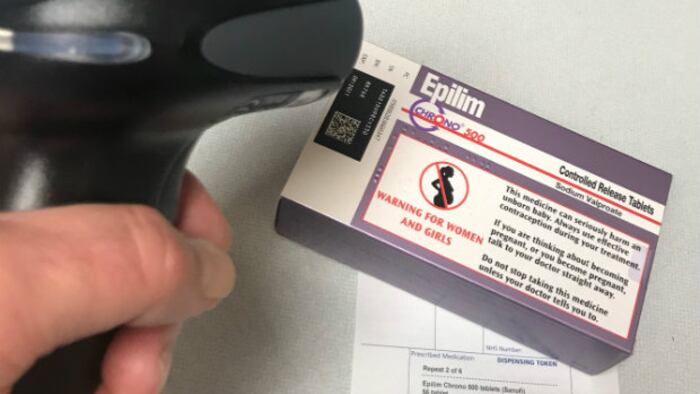 Epilim
CHRONO® 500
Controlled Release Tablets
Sodium Valproate
WARNING FOR WOMEN
AND GIRLS
This medicine can seriously harm an
unborn baby. Always use effective
contraception during your treatment.
If you are thinking about becoming
pregnant, or you become pregnant,
talk to your doctor straight away.
Do not stop taking this medicine
unless your doctor tells you to.
NHS Number:
Prescribed Medication
DISPENSING TOKEN
Repeat 2 of 6
Epilim Chrono 500 tablets (Sanofi)
56 tablet